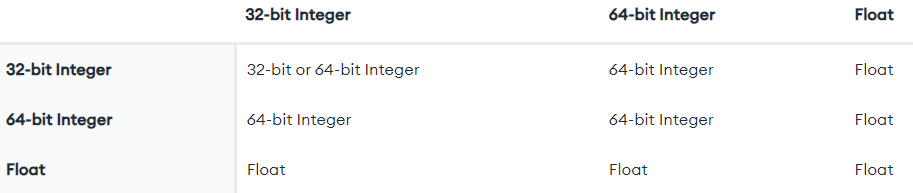 32-bit Integer 64-bit Integer Float
32-bit Integer 32-bit or 64-bit Integer 64-bit Integer Float
64-bit Integer 64-bit Integer 64-bit Integer Float
Float Float Float Float